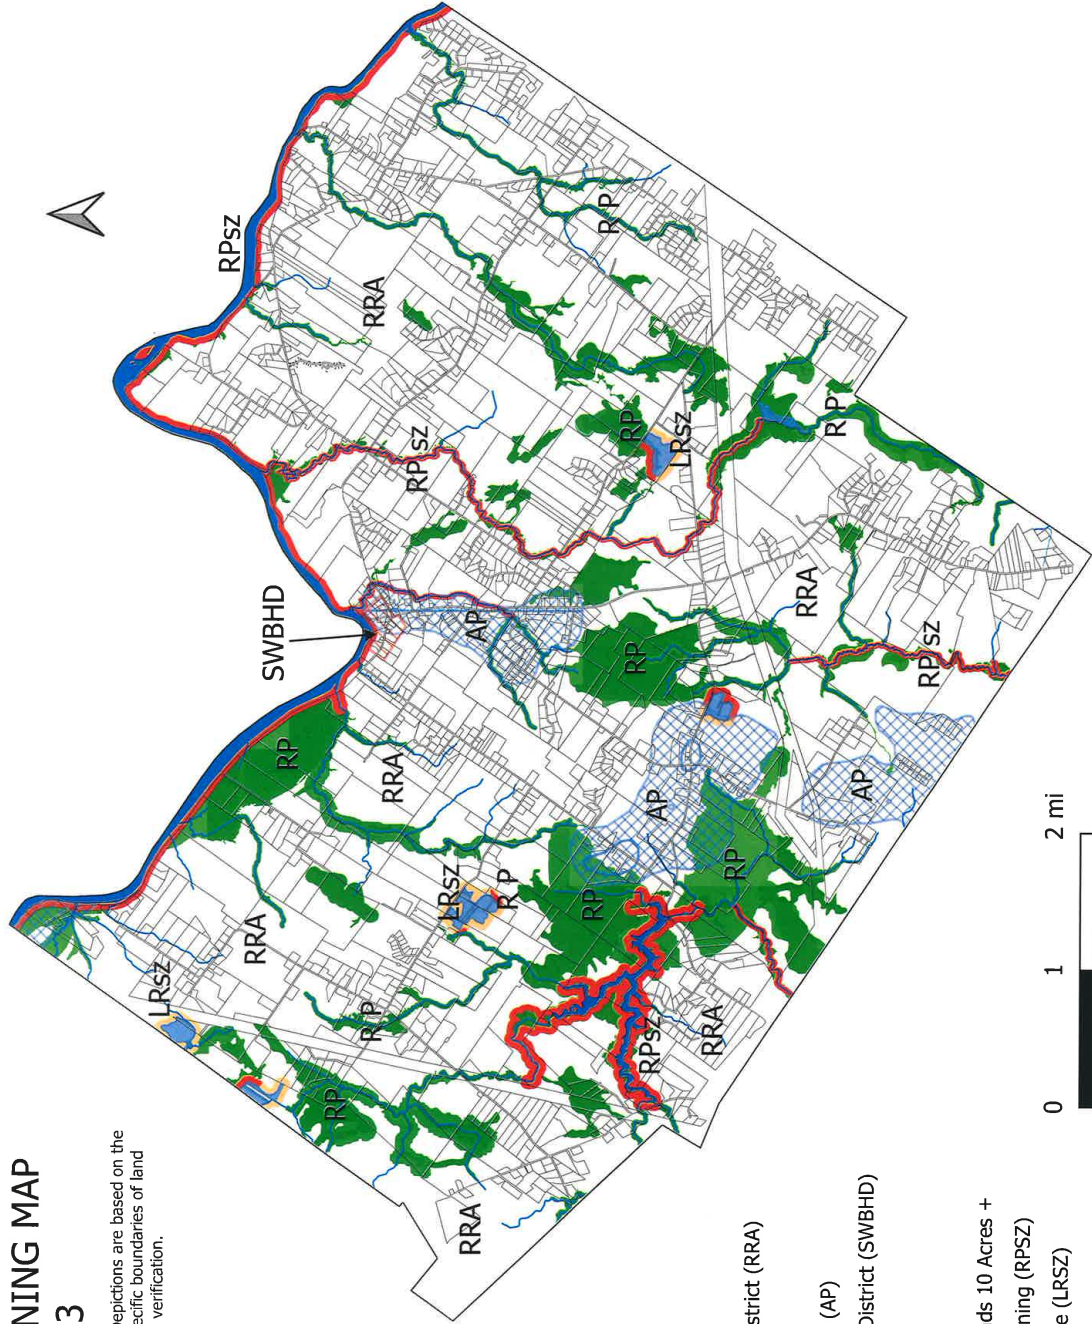 NING MAP
3
Depictions are based on the
ecific boundaries of land
verification.
RPsz
RRA
RP
RPsz
RP
LRsz
RP
SWBHD
AP
RRA
RP
RPsz
RP
RRA
AP
AP
LRsz
RP
RP
RP
RRA
LRsz
RP
RPsz
RRA
RP
RRA
strict (RRA)
(AP)
District (SWBHD)
ds 10 Acres +
ning (RPSZ)
e (LRSZ)
0 1 2 mi